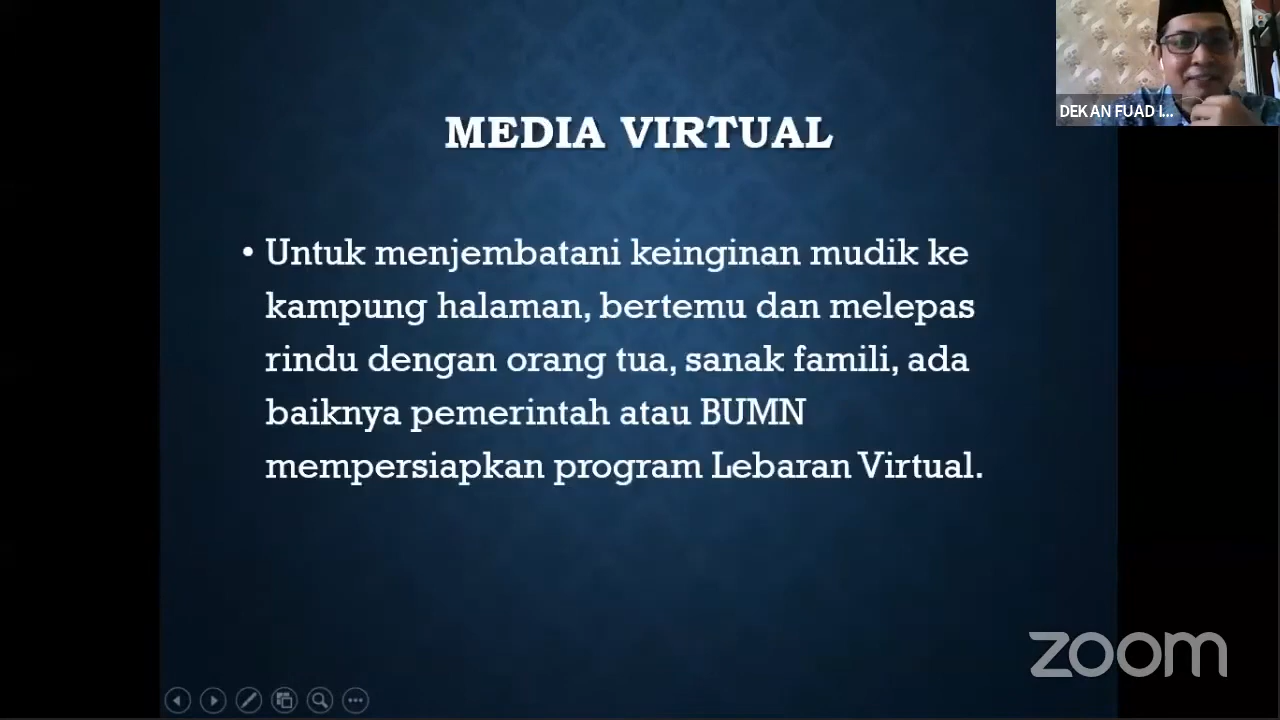 DEKAN FUAD I...
MEDIA VIRTUAL
• Untuk menjembatani keinginan mudik ke
kampung halaman, bertemu dan melepas
rindu dengan orang tua, sanak famili, ada
baiknya pemerintah atau BUMN
mempersiapkan program Lebaran Virtual.
zoom